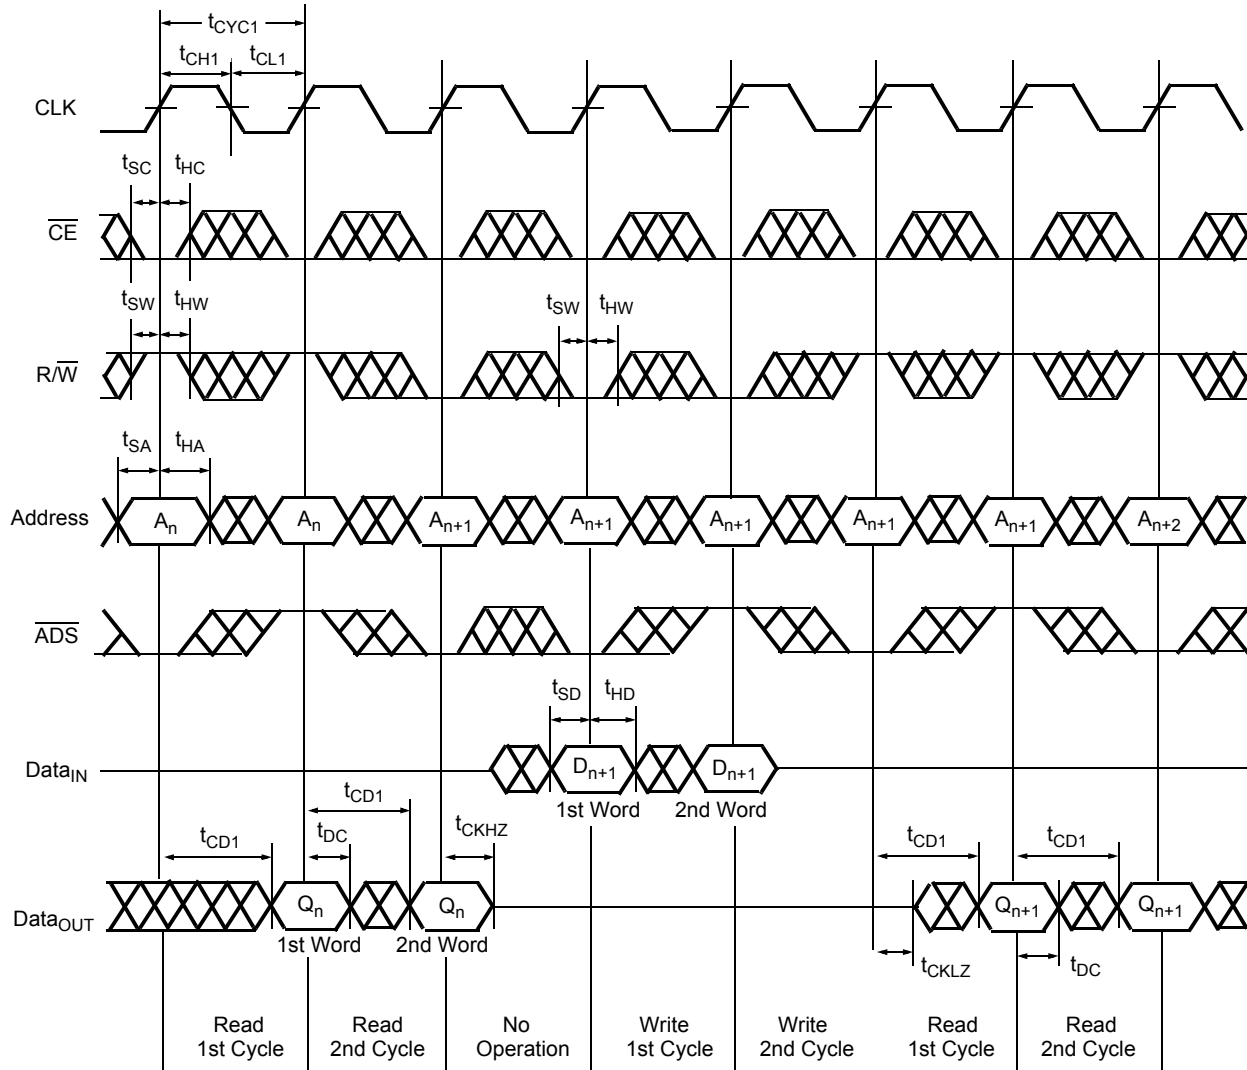 tCYC1
tCH1 tCL1
CLK
tSC tHC
CE
tSW tHW tSW tHW
R/W
tSA tHA
Address An An An+1 An+1 An+1 An+1 An+1 An+2
ADS
tSD tHD
DataIN Dn+1 Dn+1
1st Word 2nd Word
tCD1
tCD1 tDC tCKHZ tCD1 tCD1
DataOUT Qn Qn Qn+1 Qn+1
1st Word 2nd Word
tCKLZ tDC
Read Read No Write Write Read Read
1st Cycle 2nd Cycle Operation 1st Cycle 2nd Cycle 1st Cycle 2nd Cycle